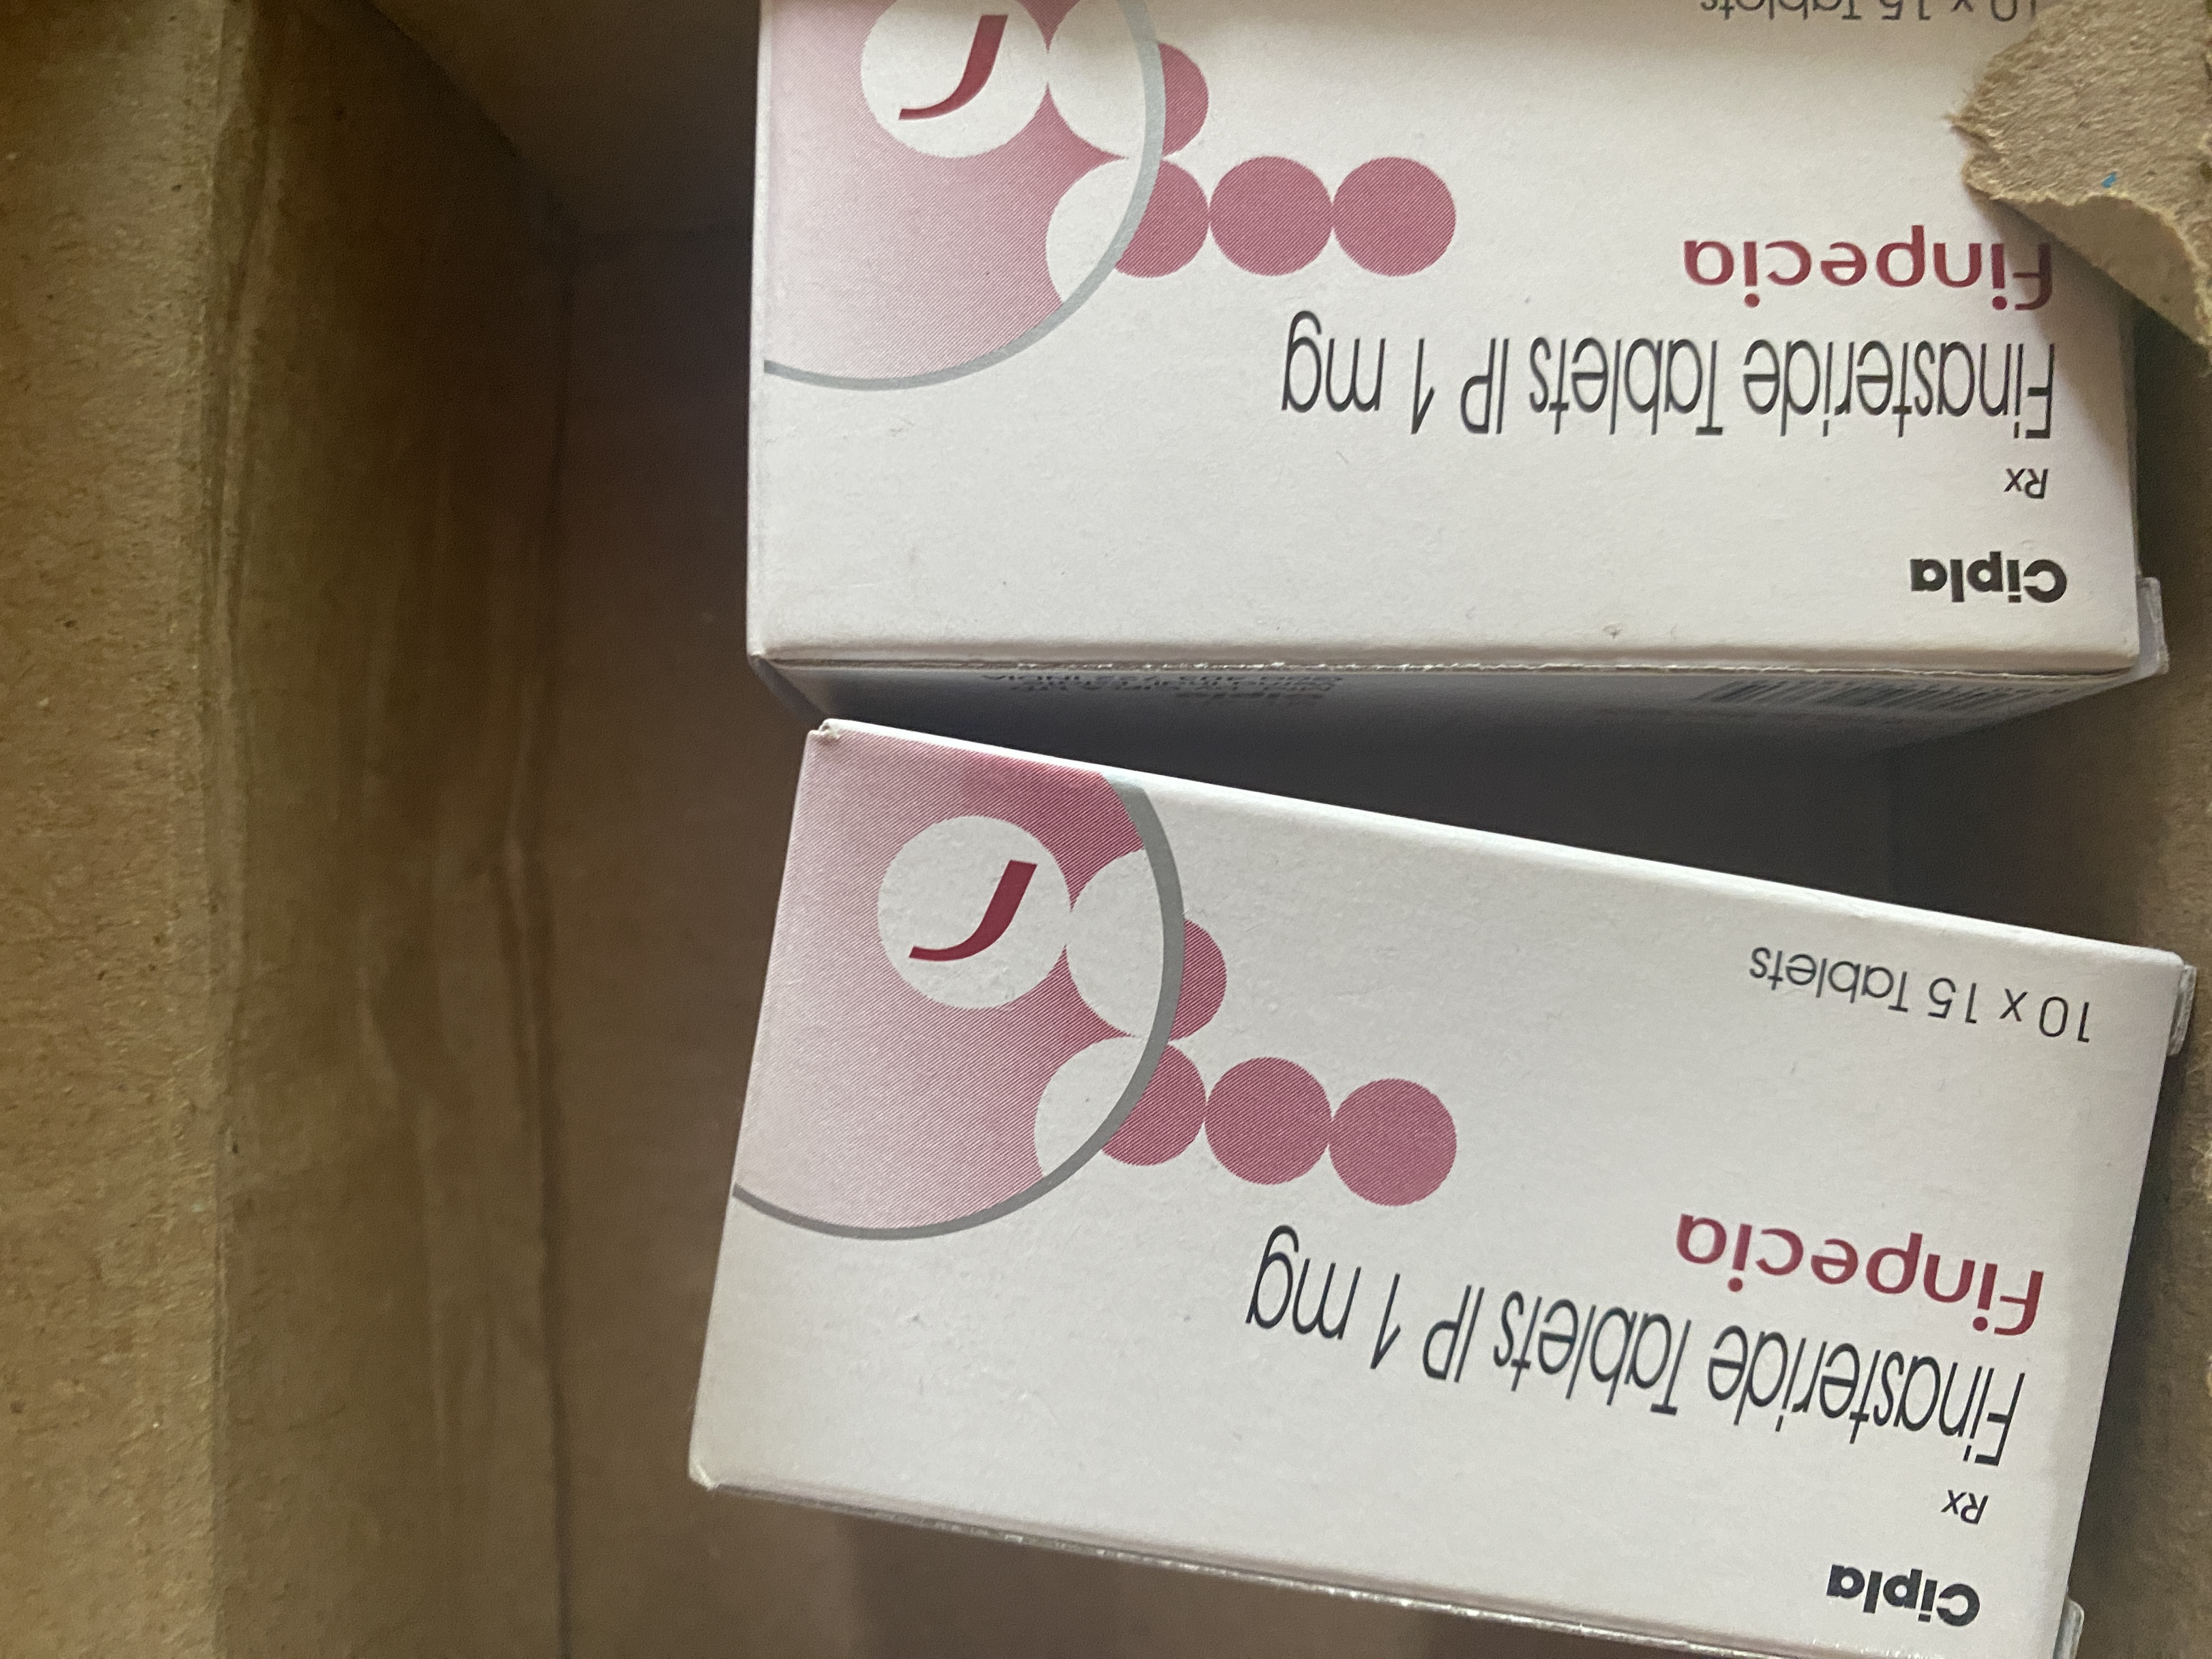 Cipla
Rx
Finasteride Tablets IP 1 mg
Finpecia
10 x 15 Tablets
Cipla
Rx
Finasteride Tablets IP 1 mg
Finpecia
x 15 Tablets
INDIA